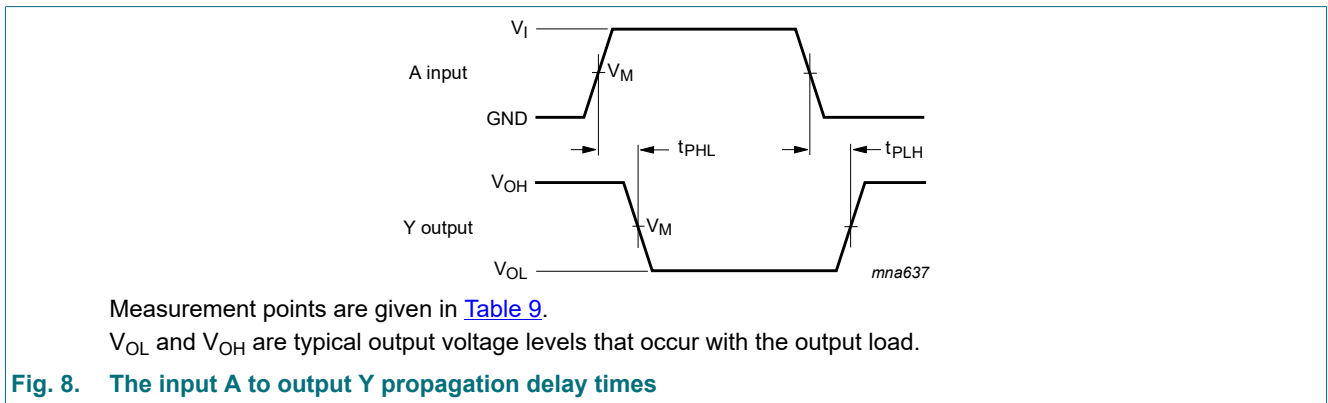 V_I
A input
V_M
GND
t_PHL
t_PLH
V_OH
Y output
V_M
V_OL
mna637
Measurement points are given in Table 9.
V_OL and V_OH are typical output voltage levels that occur with the output load.
Fig. 8. The input A to output Y propagation delay times